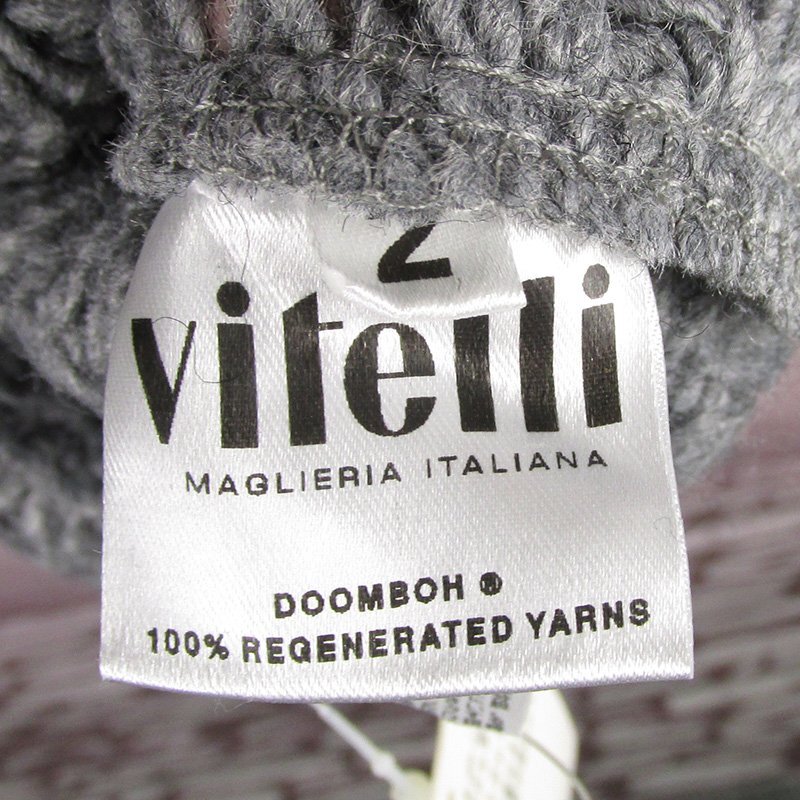 2
vitelli
MAGLIERIA ITALIANA
DOOMBOH ®
100% REGENERATED YARNS